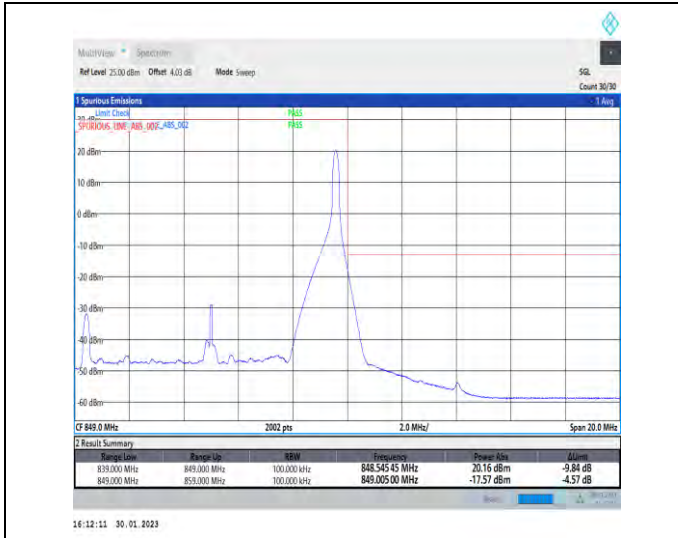 MultiView Spectrum
Ref Level 25.00 dBm Offset 4.03 dB Mode Sweep SGL
Count 30/30
1 Spurious Emissions 1 Avg
Limit Check PASS
_SPURIOUS_LINE_ABS_002 PASS
20 dBm
10 dBm
0 dBm
-10 dBm
-20 dBm
-30 dBm
-40 dBm
-50 dBm
-60 dBm
CF 849.0 MHz 2002 pts 2.0 MHz/ Span 20.0 MHz
2 Result Summary
Range Low Range Up RBW Frequency Power Abs ΔLimit
839.000 MHz 849.000 MHz 100.000 kHz 848.545 45 MHz 20.16 dBm -9.84 dB
849.000 MHz 859.000 MHz 100.000 kHz 849.005 00 MHz -17.57 dBm -4.57 dB
16:12:11 30.01.2023